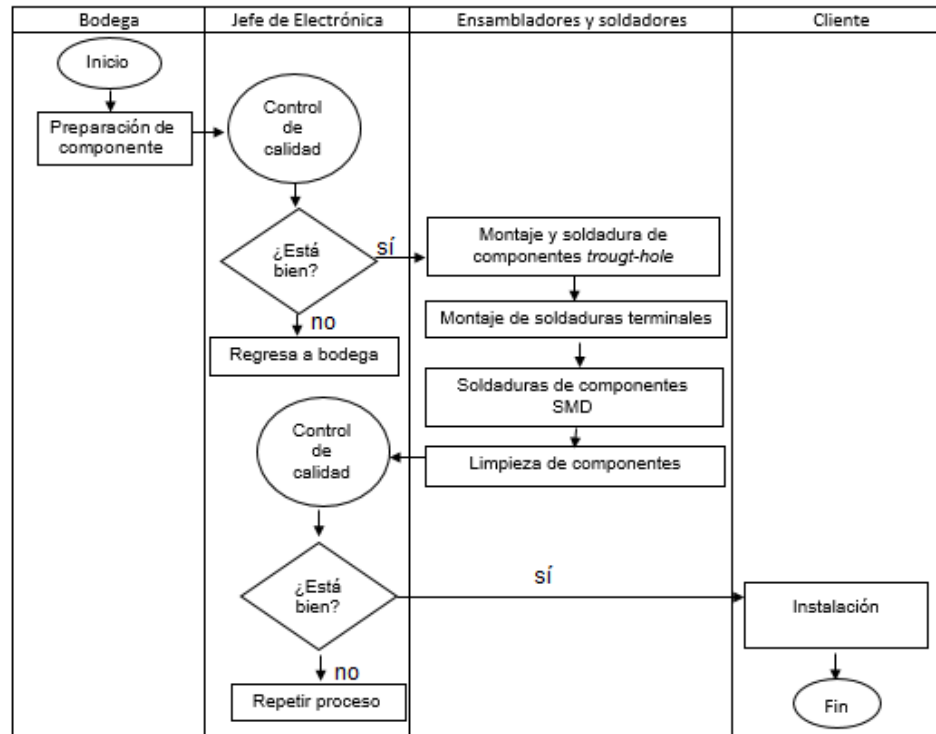 Bodega
Jefe de Electrónica
Ensambladores y soldadores
Cliente
Inicio
Preparación de
componente
Control
de
calidad
¿Está
bien?
sí
no
Regresa a bodega
Montaje y soldadura de
componentes trougt-hole
Montaje de soldaduras terminales
Soldaduras de componentes
SMD
Limpieza de componentes
Control
de
calidad
¿Está
bien?
sí
no
Repetir proceso
Instalación
Fin